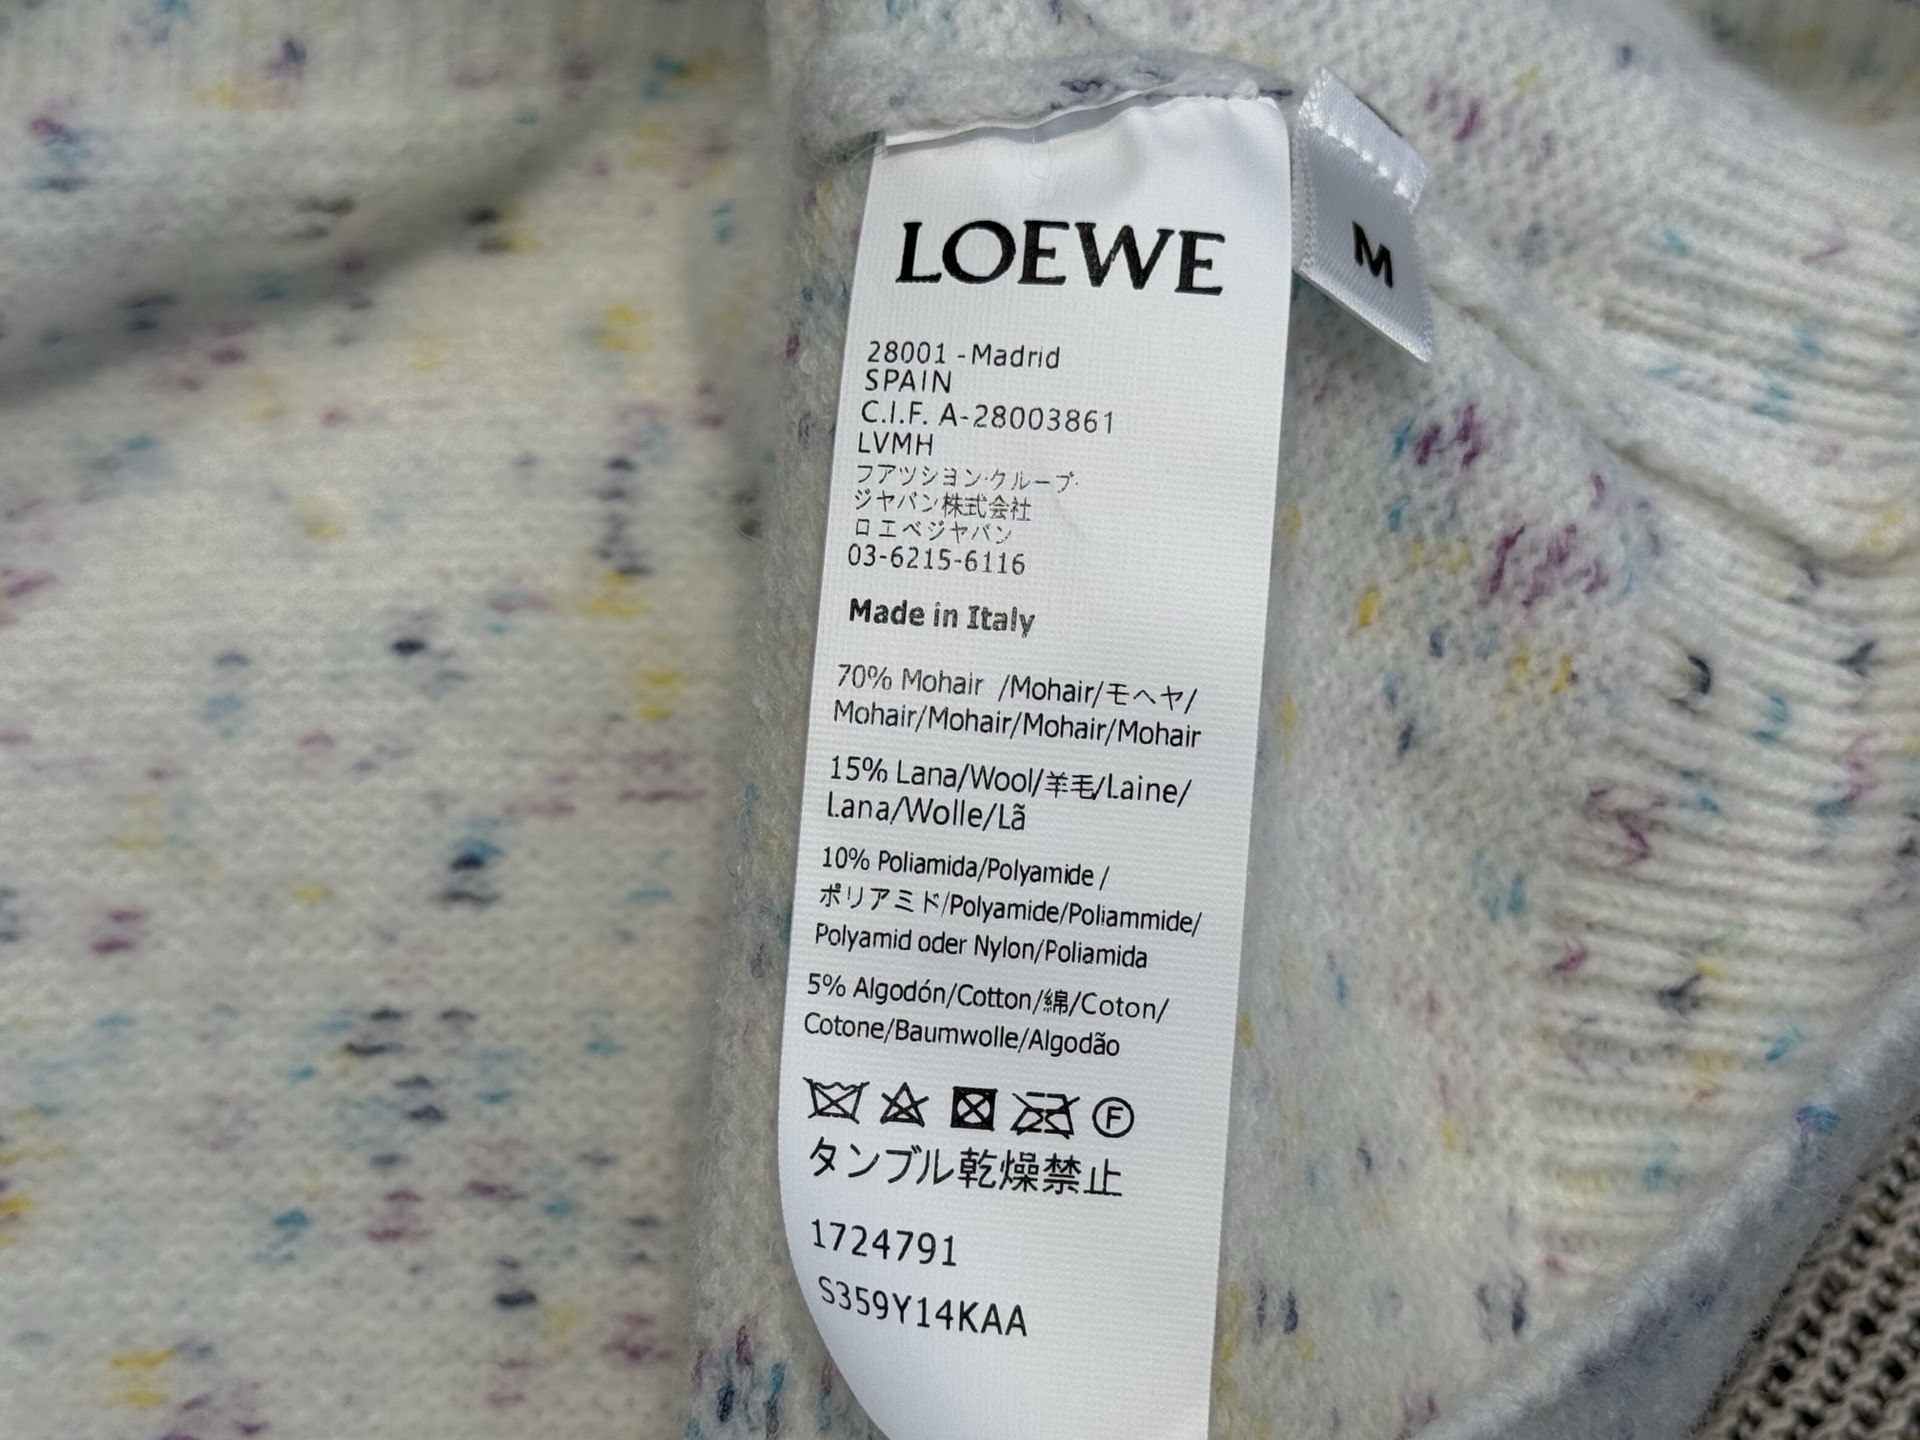 LOEWE
M
28001 - Madrid
SPAIN
C.I.F. A-28003861
LVMH
フアツシヨン・クループ・
ジヤパン株式会社
ロエベジヤパン
03-6215-6116
Made in Italy
70% Mohair /Mohair/モヘヤ/
Mohair/Mohair/Mohair/Mohair
15% Lana/Wool/羊毛/Laine/
Lana/Wolle/Lã
10% Poliamida/Polyamide /
ポリアミド/Polyamide/Poliammide/
Polyamid oder Nylon/Poliamida
5% Algodón/Cotton/綿/Coton/
Cotone/Baumwolle/Algodão
F
タンブル乾燥禁止
1724791
S359Y14KAA